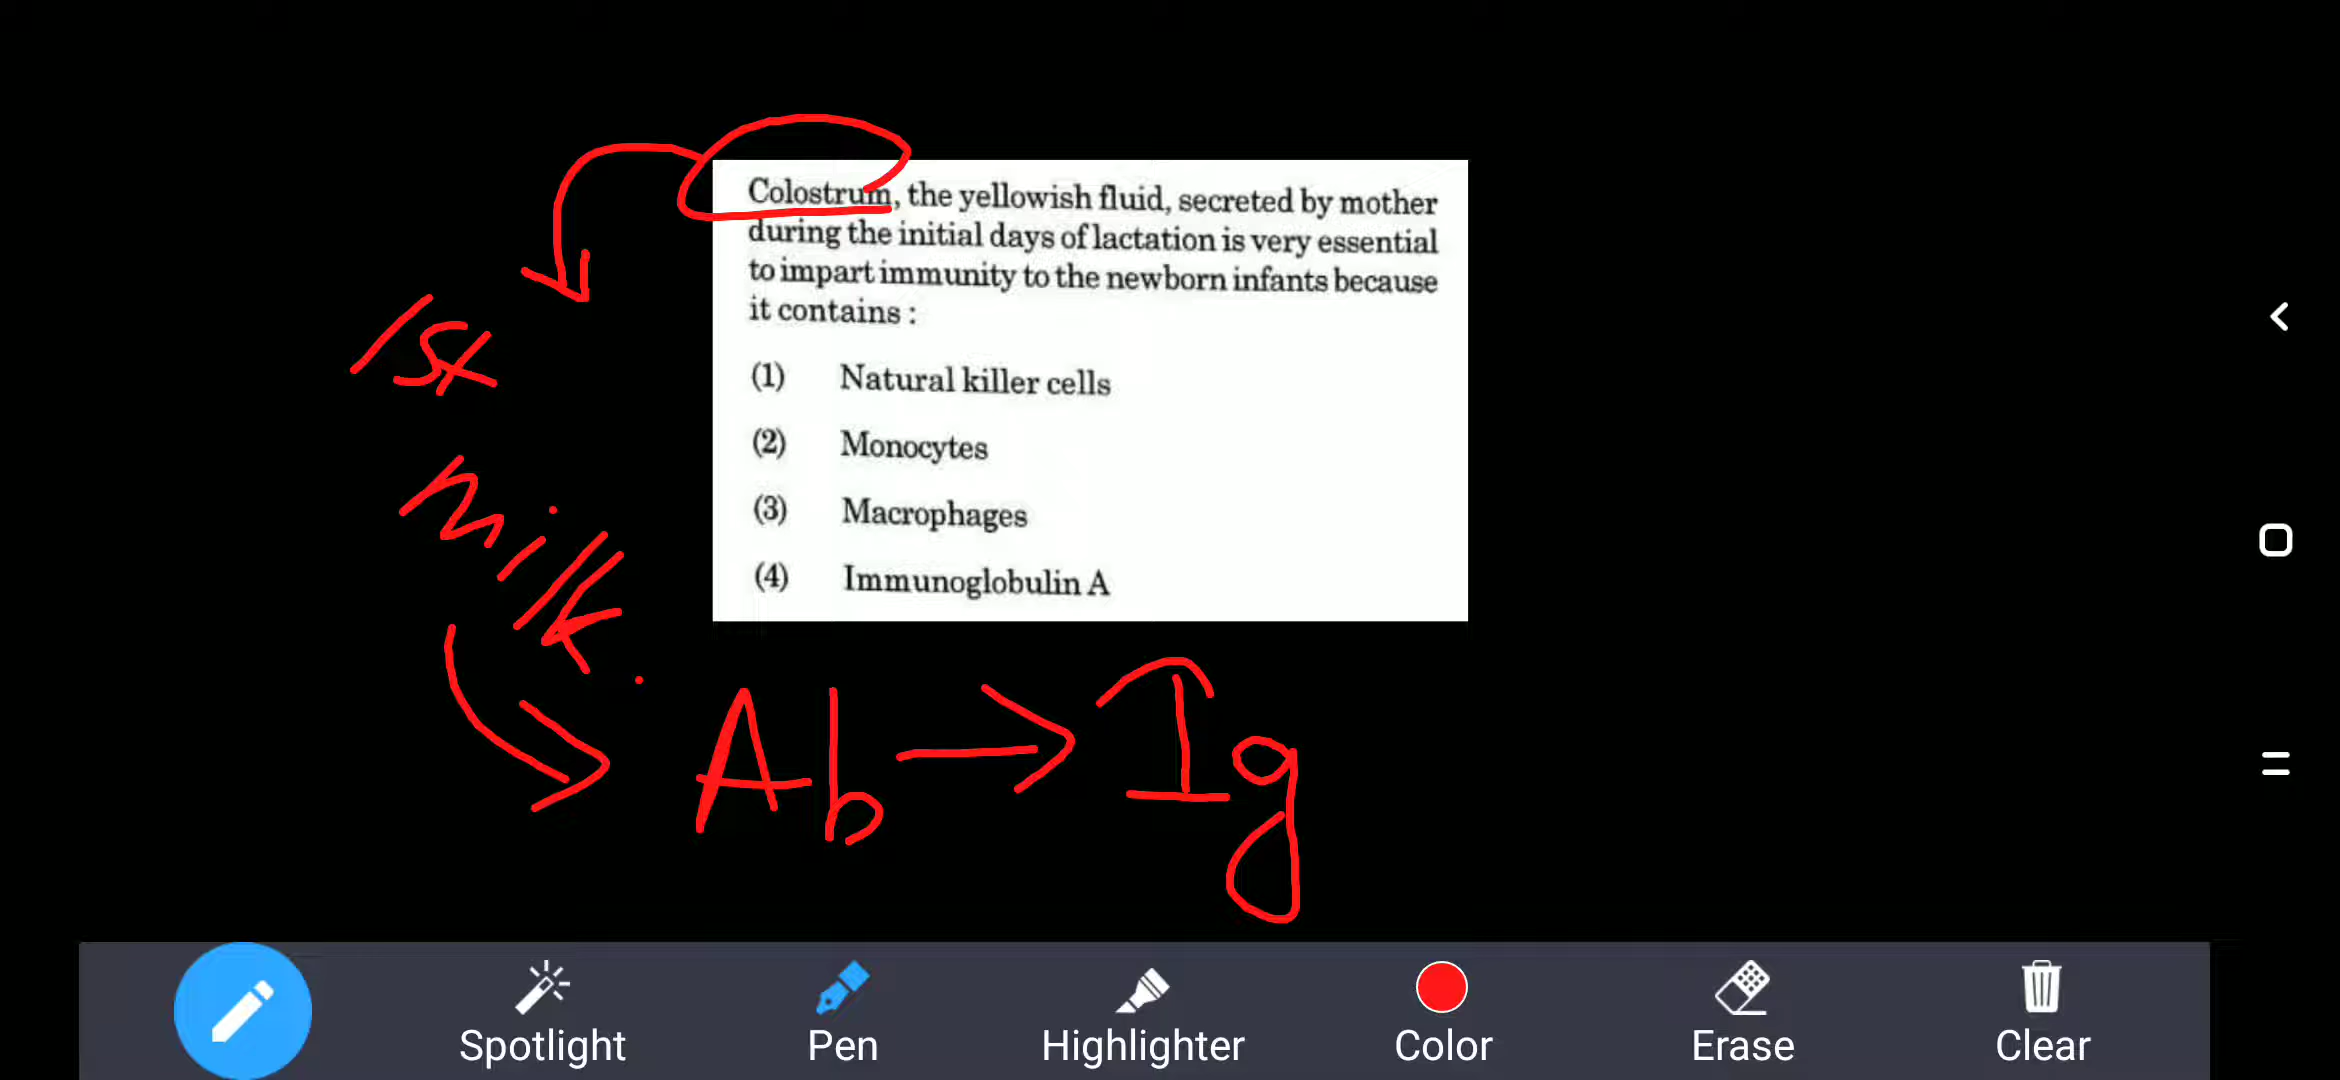 Colostrum, the yellowish fluid, secreted by mother
during the initial days of lactation is very essential
to impart immunity to the newborn infants because
it contains :
(1) Natural killer cells
(2) Monocytes
(3) Macrophages
(4) Immunoglobulin A
1st
milk.
Ab → Ig
Spotlight Pen Highlighter Color Erase Clear